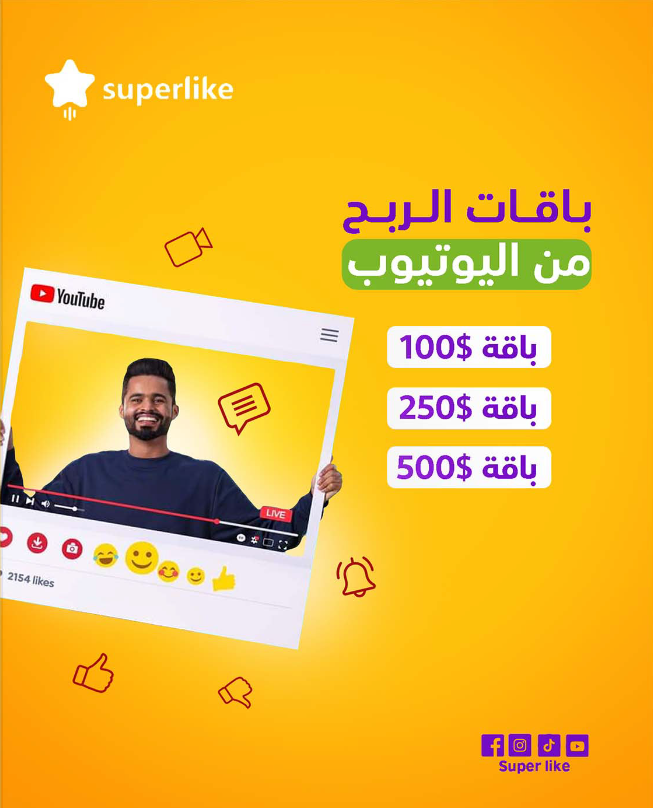 superlike
باقات الربح
من اليوتيوب
باقة $100
باقة $250
باقة $500
YouTube
LIVE
2154 likes
Super like